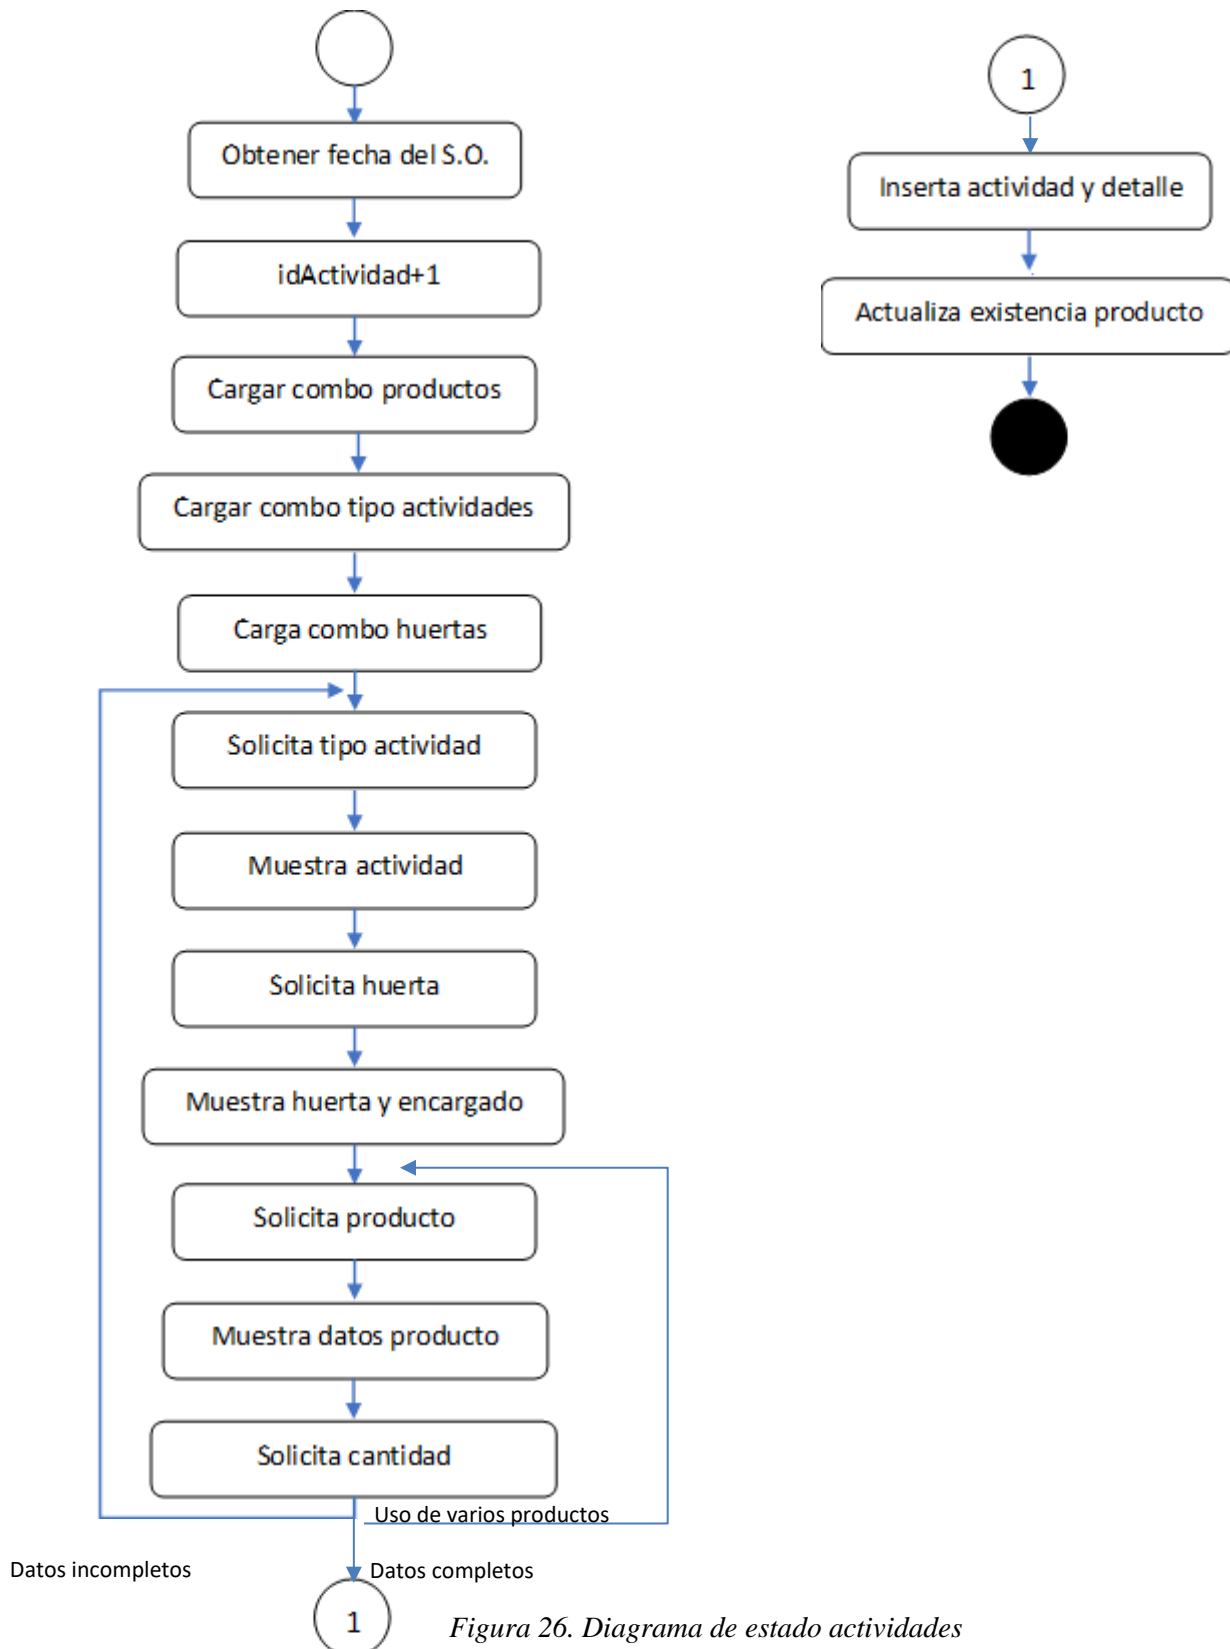 Obtener fecha del S.O.
idActividad+1
Cargar combo productos
Cargar combo tipo actividades
Carga combo huertas
Solicita tipo actividad
Muestra actividad
Solicita huerta
Muestra huerta y encargado
Solicita producto
Muestra datos producto
Solicita cantidad
Uso de varios productos
Datos incompletos
Datos completos
1
1
Inserta actividad y detalle
Actualiza existencia producto
Figura 26. Diagrama de estado actividades